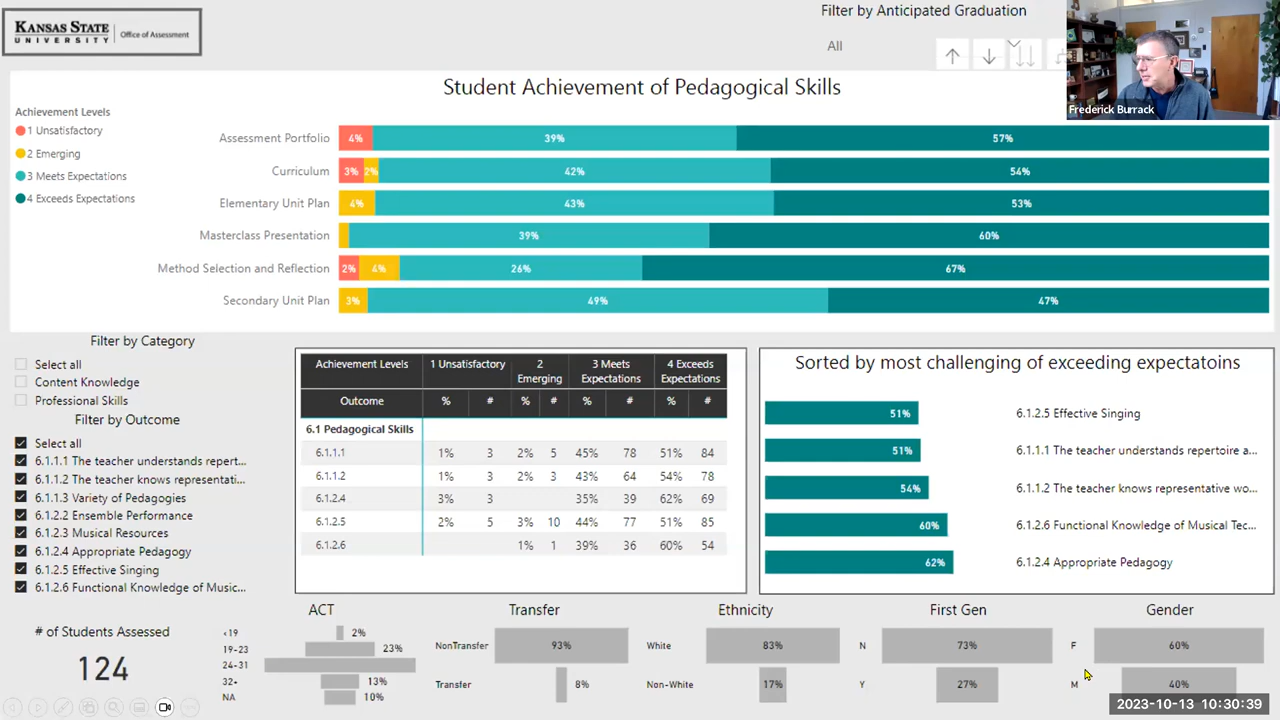 KANSAS STATE
UNIVERSITY
Office of Assessment
Filter by Anticipated Graduation
All
Frederick Burrack
Student Achievement of Pedagogical Skills
Achievement Levels
1 Unsatisfactory
2 Emerging
3 Meets Expectations
4 Exceeds Expectations
Assessment Portfolio 4% 39% 57%
Curriculum 3% 2% 42% 54%
Elementary Unit Plan 4% 43% 53%
Masterclass Presentation 39% 60%
Method Selection and Reflection 2% 4% 26% 67%
Secondary Unit Plan 3% 49% 47%
Filter by Category
Select all
Content Knowledge
Professional Skills
Filter by Outcome
Select all
6.1.1.1 The teacher understands repert...
6.1.1.2 The teacher knows representati...
6.1.1.3 Variety of Pedagogies
6.1.2.2 Ensemble Performance
6.1.2.3 Musical Resources
6.1.2.4 Appropriate Pedagogy
6.1.2.5 Effective Singing
6.1.2.6 Functional Knowledge of Music...
Achievement Levels 1 Unsatisfactory 2 Emerging 3 Meets Expectations 4 Exceeds Expectations
Outcome % # % # % # % #
6.1 Pedagogical Skills
6.1.1.1 1% 3 2% 5 45% 78 51% 84
6.1.1.2 1% 3 2% 3 43% 64 54% 78
6.1.2.4 3% 3 35% 39 62% 69
6.1.2.5 2% 5 3% 10 44% 77 51% 85
6.1.2.6 1% 1 39% 36 60% 54
Sorted by most challenging of exceeding expectatoins
51% 6.1.2.5 Effective Singing
51% 6.1.1.1 The teacher understands repertoire a...
54% 6.1.1.2 The teacher knows representative wo...
60% 6.1.2.6 Functional Knowledge of Musical Tec...
62% 6.1.2.4 Appropriate Pedagogy
# of Students Assessed
124
ACT
<19 2%
19-23 23%
24-31
32+ 13%
NA 10%
Transfer
NonTransfer 93%
Transfer 8%
Ethnicity
White 83%
Non-White 17%
First Gen
N 73%
Y 27%
Gender
F 60%
M 40%
2023-10-13 10:30:39